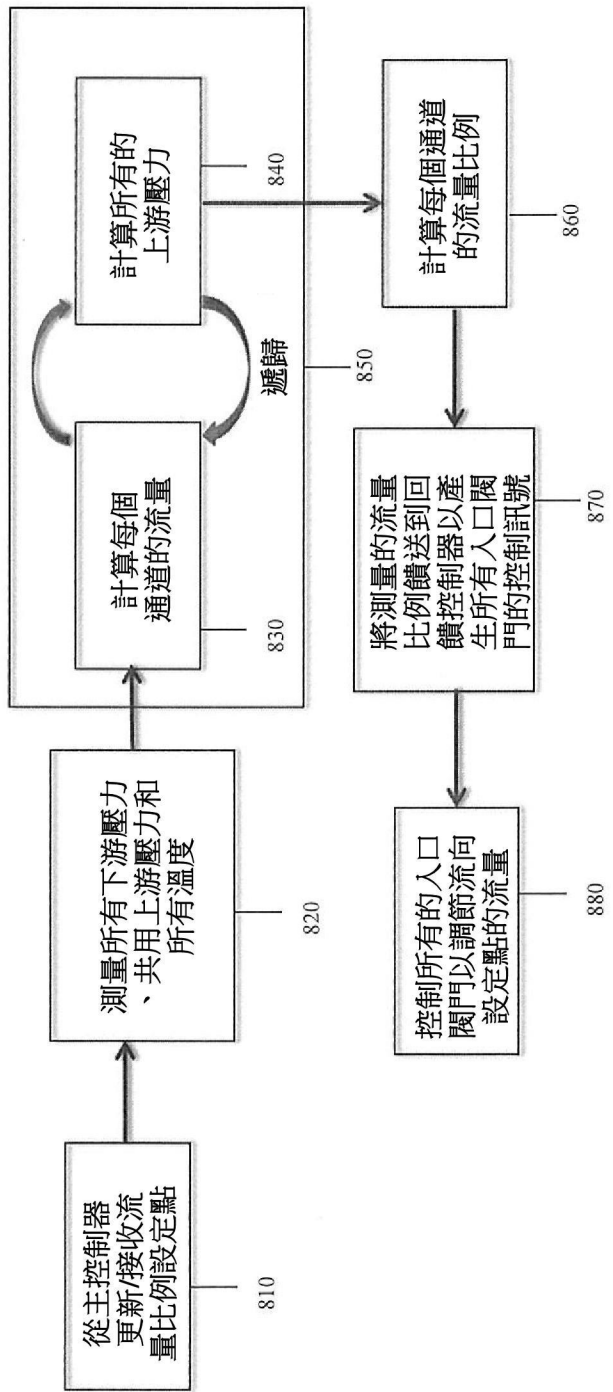 從主控制器
更新/接收流
量比例設定點
810
測量所有下游壓力
、共用上游壓力和
所有溫度
820
計算每個
通道的流量
830
計算所有的
上游壓力
840
遞歸
850
計算每個通道
的流量比例
860
將測量的流量
比例饋送到回
饋控制器以產
生所有入口閥
門的控制訊號
870
控制所有的入口
閥門以調節流向
設定點的流量
880